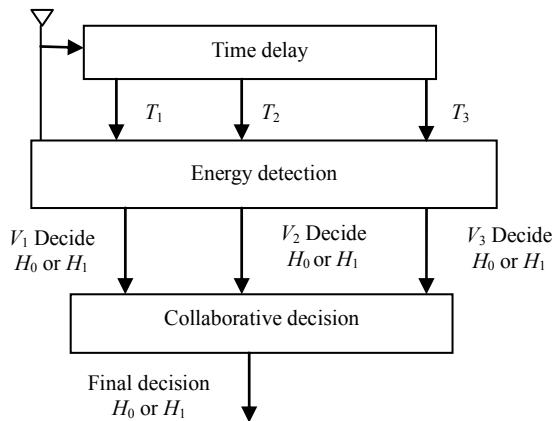 Time delay
T1 T2 T3
Energy detection
V1 Decide
H0 or H1
V2 Decide
H0 or H1
V3 Decide
H0 or H1
Collaborative decision
Final decision
H0 or H1